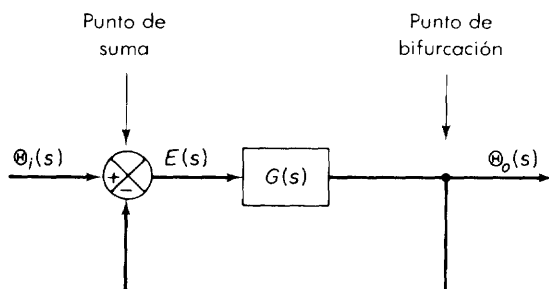 Punto de
suma
Punto de
bifurcación
Θᵢ(s)
+
−
E(s)
G(s)
Θₒ(s)